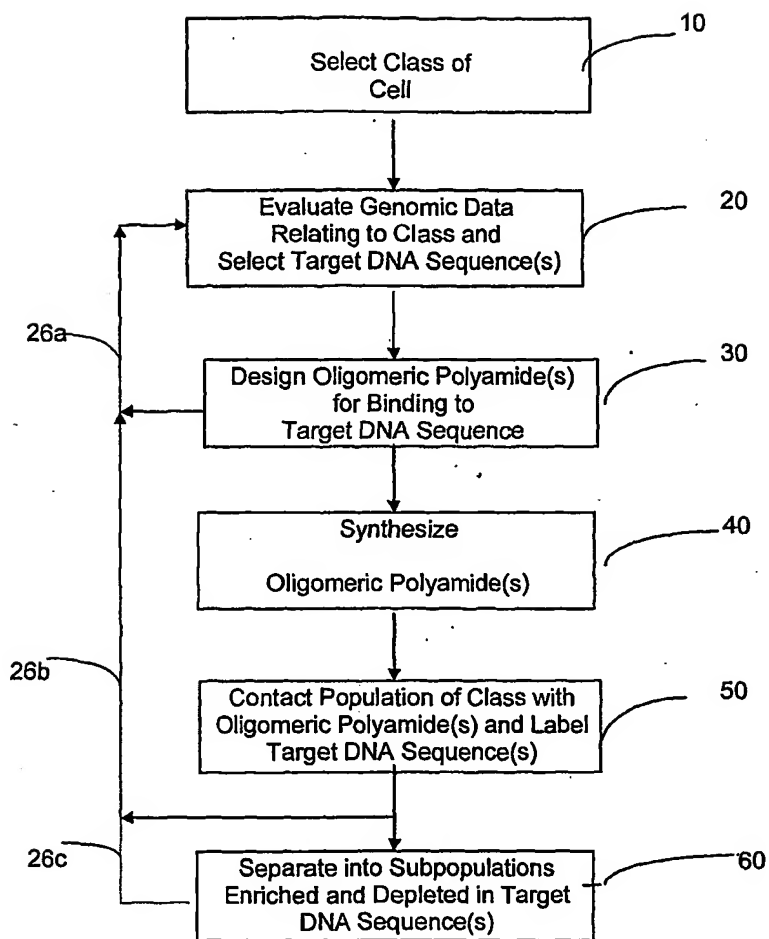 10
Select Class of
Cell
20
Evaluate Genomic Data
Relating to Class and
Select Target DNA Sequence(s)
26a
30
Design Oligomeric Polyamide(s)
for Binding to
Target DNA Sequence
40
Synthesize
Oligomeric Polyamide(s)
26b
50
Contact Population of Class with
Oligomeric Polyamide(s) and Label
Target DNA Sequence(s)
26c
60
Separate into Subpopulations
Enriched and Depleted in Target
DNA Sequence(s)